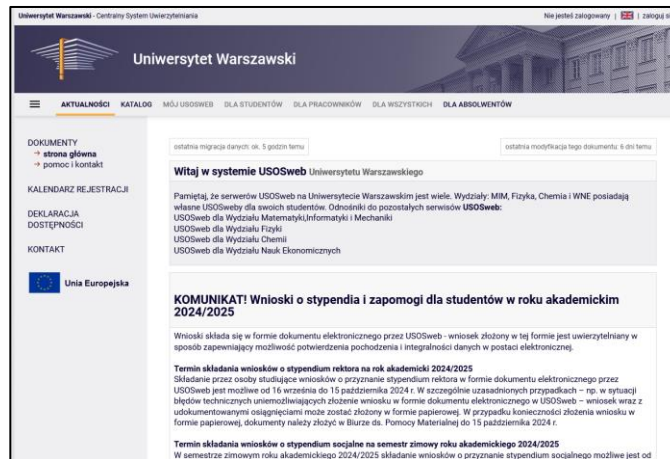 Uniwersytet Warszawski - Centralny System Uwierzytelniania
Nie jesteś zalogowany | | zaloguj si
Uniwersytet Warszawski
AKTUALNOŚCI KATALOG MÓJ USOSWEB DLA STUDENTÓW DLA PRACOWNIKÓW DLA WSZYSTKICH DLA ABSOLWENTÓW
DOKUMENTY
→ strona główna
→ pomoc i kontakt
KALENDARZ REJESTRACJI
DEKLARACJA
DOSTĘPNOŚCI
KONTAKT
Unia Europejska
ostatnia migracja danych: ok. 5 godzin temu
ostatnia modyfikacja tego dokumentu: 6 dni temu
Witaj w systemie USOSweb Uniwersytetu Warszawskiego
Pamiętaj, że serwerów USOSweb na Uniwersytecie Warszawskim jest wiele. Wydziały: MIM, Fizyka, Chemia i WNE posiadają
własne USOSweby dla swoich studentów. Odnośniki do pozostałych serwisów USOSweb:
USOSweb dla Wydziału Matematyki,Informatyki i Mechaniki
USOSweb dla Wydziału Fizyki
USOSweb dla Wydziału Chemii
USOSweb dla Wydziału Nauk Ekonomicznych
KOMUNIKAT! Wnioski o stypendia i zapomogi dla studentów w roku akademickim
2024/2025
Wnioski składa się w formie dokumentu elektronicznego przez USOSweb - wniosek złożony w tej formie jest uwierzytelniany w
sposób zapewniający możliwość potwierdzenia pochodzenia i integralności danych w postaci elektronicznej.
Termin składania wniosków o stypendium rektora na rok akademicki 2024/2025
Składanie przez osoby studiujące wniosków o przyznanie stypendium rektora w formie dokumentu elektronicznego przez
USOSweb jest możliwe od 16 września do 15 października 2024 r. W szczególnie uzasadnionych przypadkach – np. w sytuacji
błędów technicznych uniemożliwiających złożenie wniosku w formie dokumentu elektronicznego w USOSweb – wniosek wraz z
udokumentowanymi osiągnięciami może zostać złożony w formie papierowej. W przypadku konieczności złożenia wniosku w
formie papierowej, dokumenty należy złożyć w Biurze ds. Pomocy Materialnej do 15 października 2024 r.
Termin składania wniosków o stypendium socjalne na semestr zimowy roku akademickiego 2024/2025
W semestrze zimowym roku akademickiego 2024/2025 składanie wniosków o przyznanie stypendium socjalnego możliwe jest od